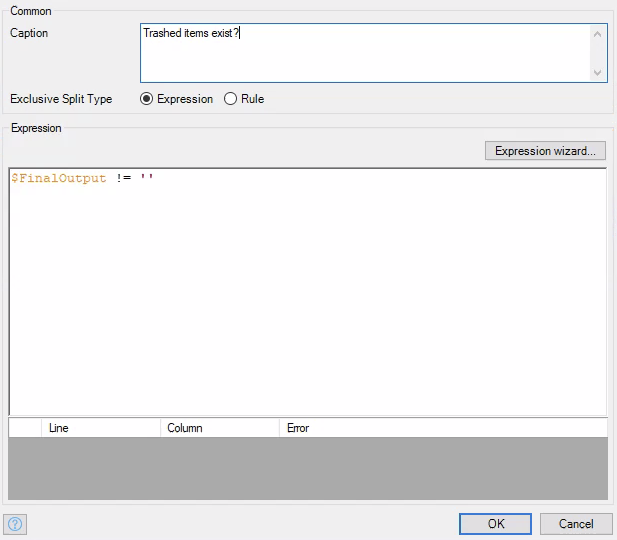 Common
Caption
Trashed items exist?
Exclusive Split Type
Expression
Rule
Expression
Expression wizard...
$FinalOutput != ''
Line
Column
Error
?
OK
Cancel